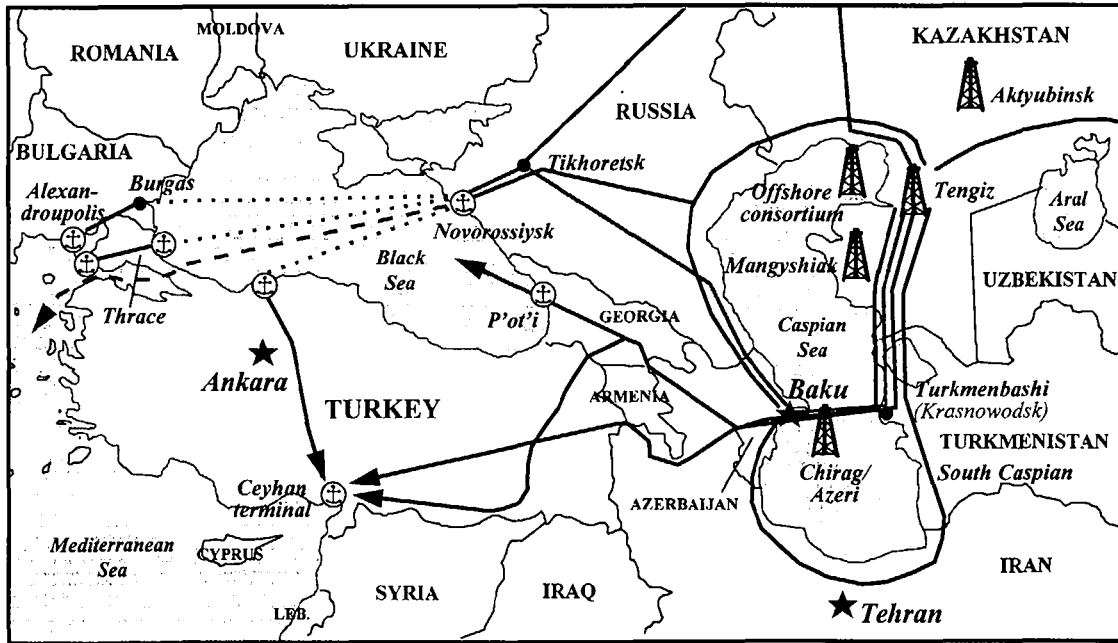 ROMANIA
MOLDOVA
UKRAINE
KAZAKHSTAN
Aktyubinsk
RUSSIA
BULGARIA
Alexan-
droupolis
Burgas
Tikhoretsk
Offshore
consortium
Tengiz
Aral
Sea
Novorossiysk
Black
Sea
Mangyshiak
UZBEKISTAN
Thrace
P'ot'i
GEORGIA
Caspian
Sea
Ankara
TURKEY
ARMENIA
Baku
Turkmenbashi
(Krasnowodsk)
TURKMENISTAN
South Caspian
Chirag/
Azeri
Ceyhan
terminal
AZERBAIJAN
Mediterranean
Sea
CYPRUS
SYRIA
IRAQ
IRAN
LEB.
Tehran